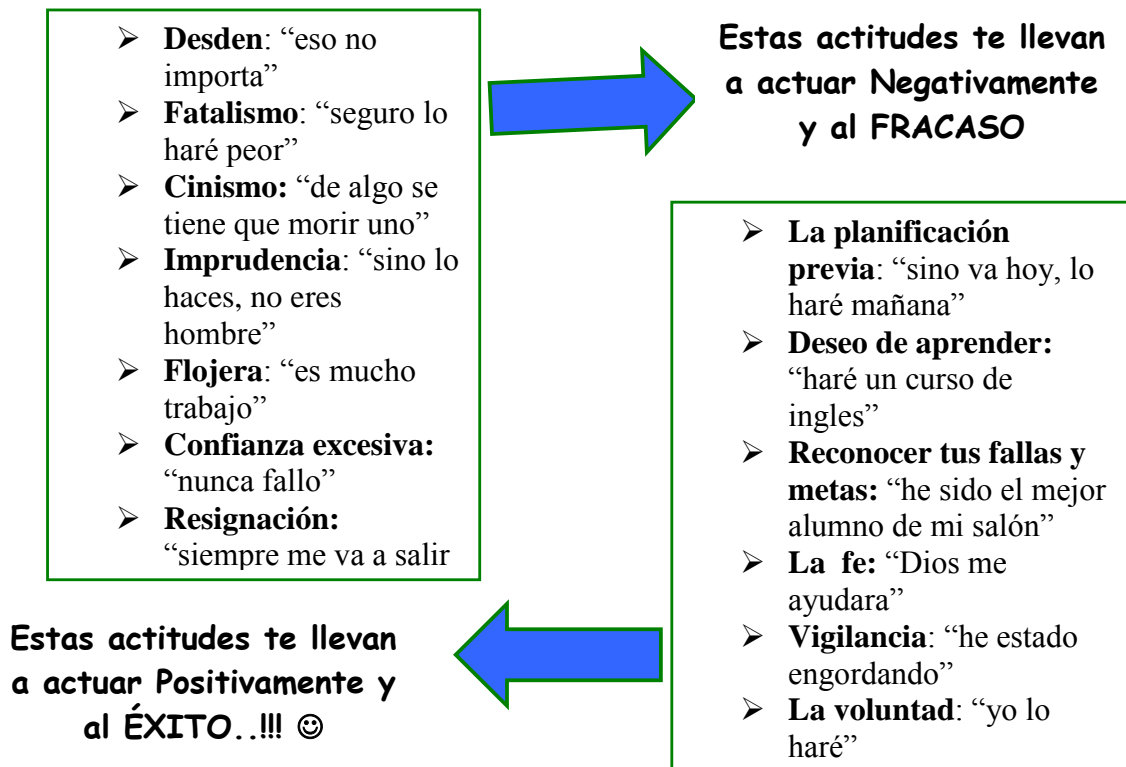 ➢ Desden: “eso no
importa”
➢ Fatalismo: “seguro lo
haré peor”
➢ Cinismo: “de algo se
tiene que morir uno”
➢ Imprudencia: “sino lo
haces, no eres
hombre”
➢ Flojera: “es mucho
trabajo”
➢ Confianza excesiva:
“nunca fallo”
➢ Resignación:
“siempre me va a salir
Estas actitudes te llevan
a actuar Negativamente
y al FRACASO
➢ La planificación
previa: “sino va hoy, lo
haré mañana”
➢ Deseo de aprender:
“haré un curso de
ingles”
➢ Reconocer tus fallas y
metas: “he sido el mejor
alumno de mi salón”
➢ La fe: “Dios me
ayudara”
➢ Vigilancia: “he estado
engordando”
➢ La voluntad: “yo lo
haré”
Estas actitudes te llevan
a actuar Positivamente y
al ÉXITO..!!! ☺